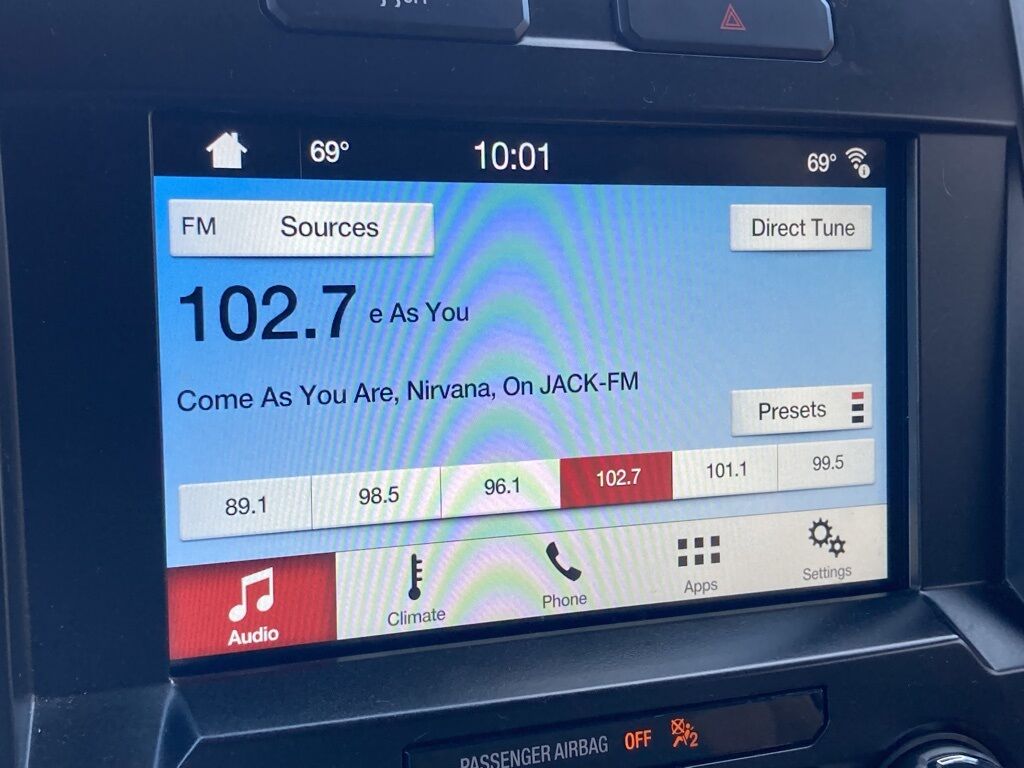 69° 10:01 69°
FM Sources Direct Tune
102.7 e As You
Come As You Are, Nirvana, On JACK-FM
Presets
89.1 98.5 96.1 102.7 101.1 99.5
Audio Climate Phone Apps Settings
PASSENGER AIRBAG OFF 2